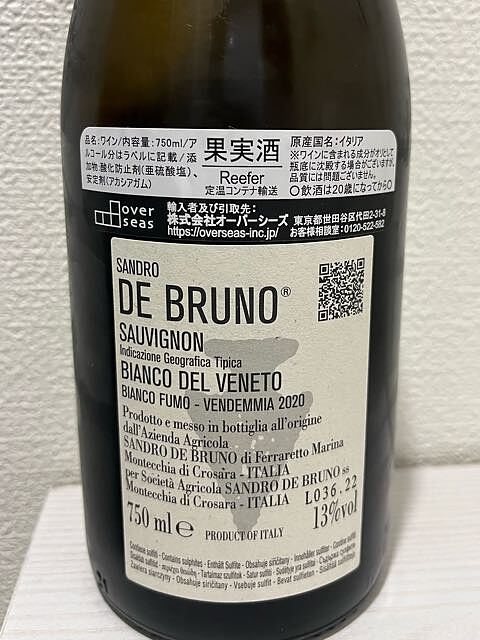 品名:ワイン/内容量:750ml/ア
ルコール分はラベルに記載/添
加物:酸化防止剤(亜硫酸塩)、
安定剤(アカシアガム)
果実酒
Reefer
定温コンテナ輸送
原産国名:イタリア
※ワインに含まれる成分がオリとして、
瓶底に沈殿する場合がございますが、
品質には問題ございません。
○飲酒は20歳になってから○
over
seas
輸入者及び引取先:
株式会社オーバーシーズ 東京都世田谷区代田2-31-8
https://overseas-inc.jp/ お客様相談室:0120-522-582
SANDRO
DE BRUNO®
SAUVIGNON
Indicazione Geografica Tipica
BIANCO DEL VENETO
BIANCO FUMO - VENDEMMIA 2020
Prodotto e messo in bottiglia all'origine
dall'Azienda Agricola
SANDRO DE BRUNO di Ferraretto Marina
Montecchia di Crosara - ITALIA
per Società Agricola SANDRO DE BRUNO ss
Montecchia di Crosara - ITALIA L036.22
750 ml e 13%vol
PRODUCT OF ITALY
Contiene solfiti - Contains sulphites - Enthält Sulfite - Obsahuje siřičitany -